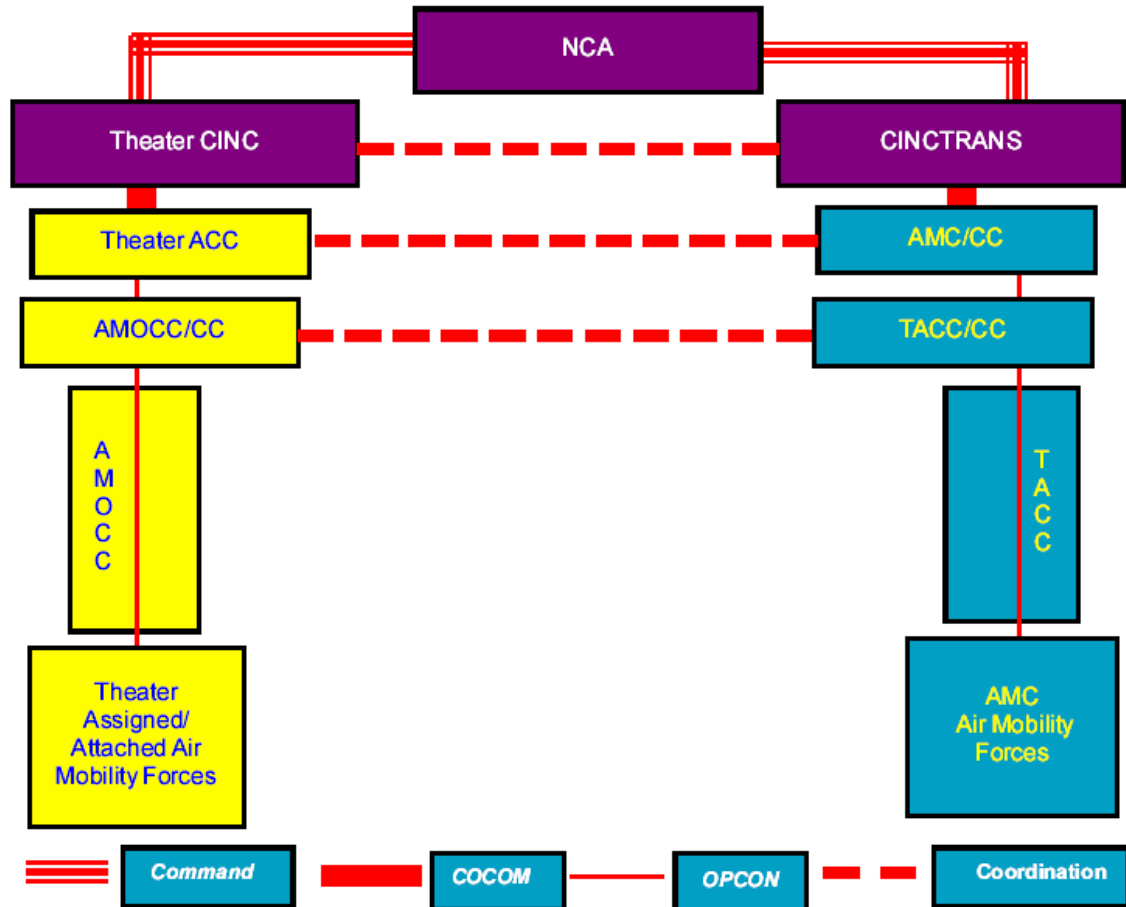 NCA
Theater CINC
CINCTRANS
Theater ACC
AMC/CC
AMOCC/CC
TACC/CC
A
M
O
C
C
T
A
C
C
Theater
Assigned/
Attached Air
Mobility Forces
AMC
Air Mobility
Forces
Command
COCOM
OPCON
Coordination